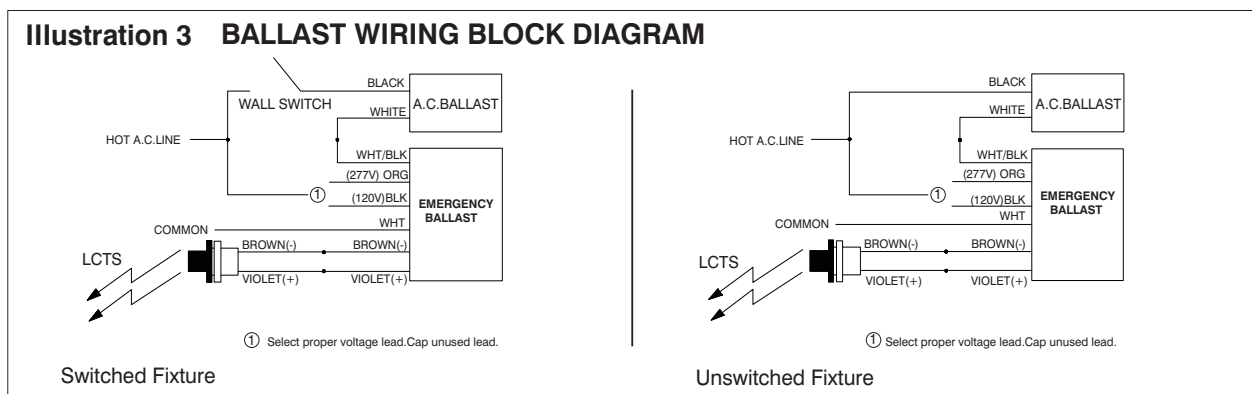 Illustration 3 BALLAST WIRING BLOCK DIAGRAM
BLACK
A.C.BALLAST
WALL SWITCH
WHITE
HOT A.C.LINE
WHT/BLK
(277V) ORG
1
(120V)BLK
EMERGENCY
BALLAST
WHT
COMMON
BROWN(-) BROWN(-)
LCTS
VIOLET(+) VIOLET(+)
1 Select proper voltage lead.Cap unused lead.
Switched Fixture
BLACK
A.C.BALLAST
WHITE
HOT A.C.LINE
WHT/BLK
(277V) ORG
1
(120V)BLK
EMERGENCY
BALLAST
WHT
COMMON
BROWN(-) BROWN(-)
LCTS
VIOLET(+) VIOLET(+)
1 Select proper voltage lead.Cap unused lead.
Unswitched Fixture